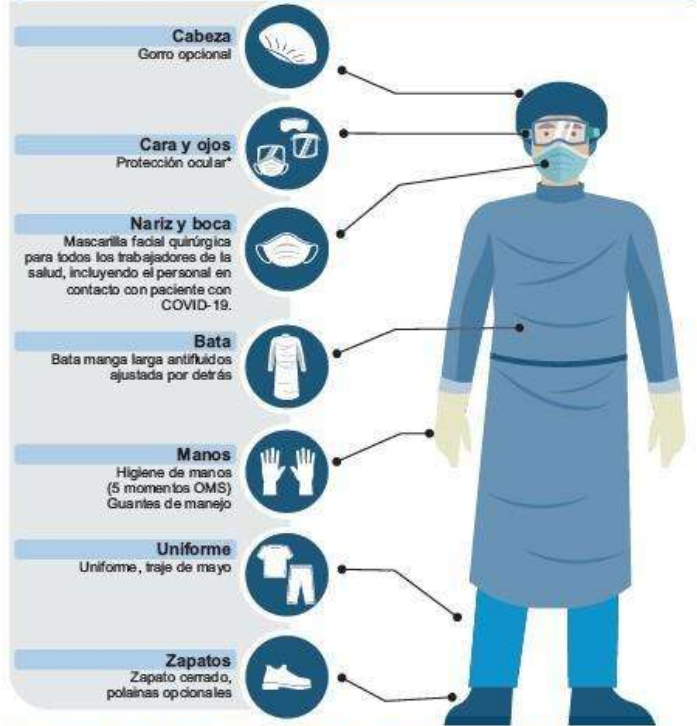 Cabeza
Gorro opcional
Cara y ojos
Protección ocular*
Nariz y boca
Mascarilla facial quirúrgica
para todos los trabajadores de la
salud, incluyendo el personal en
contacto con paciente con
COVID-19.
Bata
Bata manga larga antifluidos
ajustada por detrás
Manos
Higiene de manos
(5 momentos OMS)
Guantes de manejo
Uniforme
Uniforme, traje de mayo
Zapatos
Zapato cerrado,
polainas opcionales